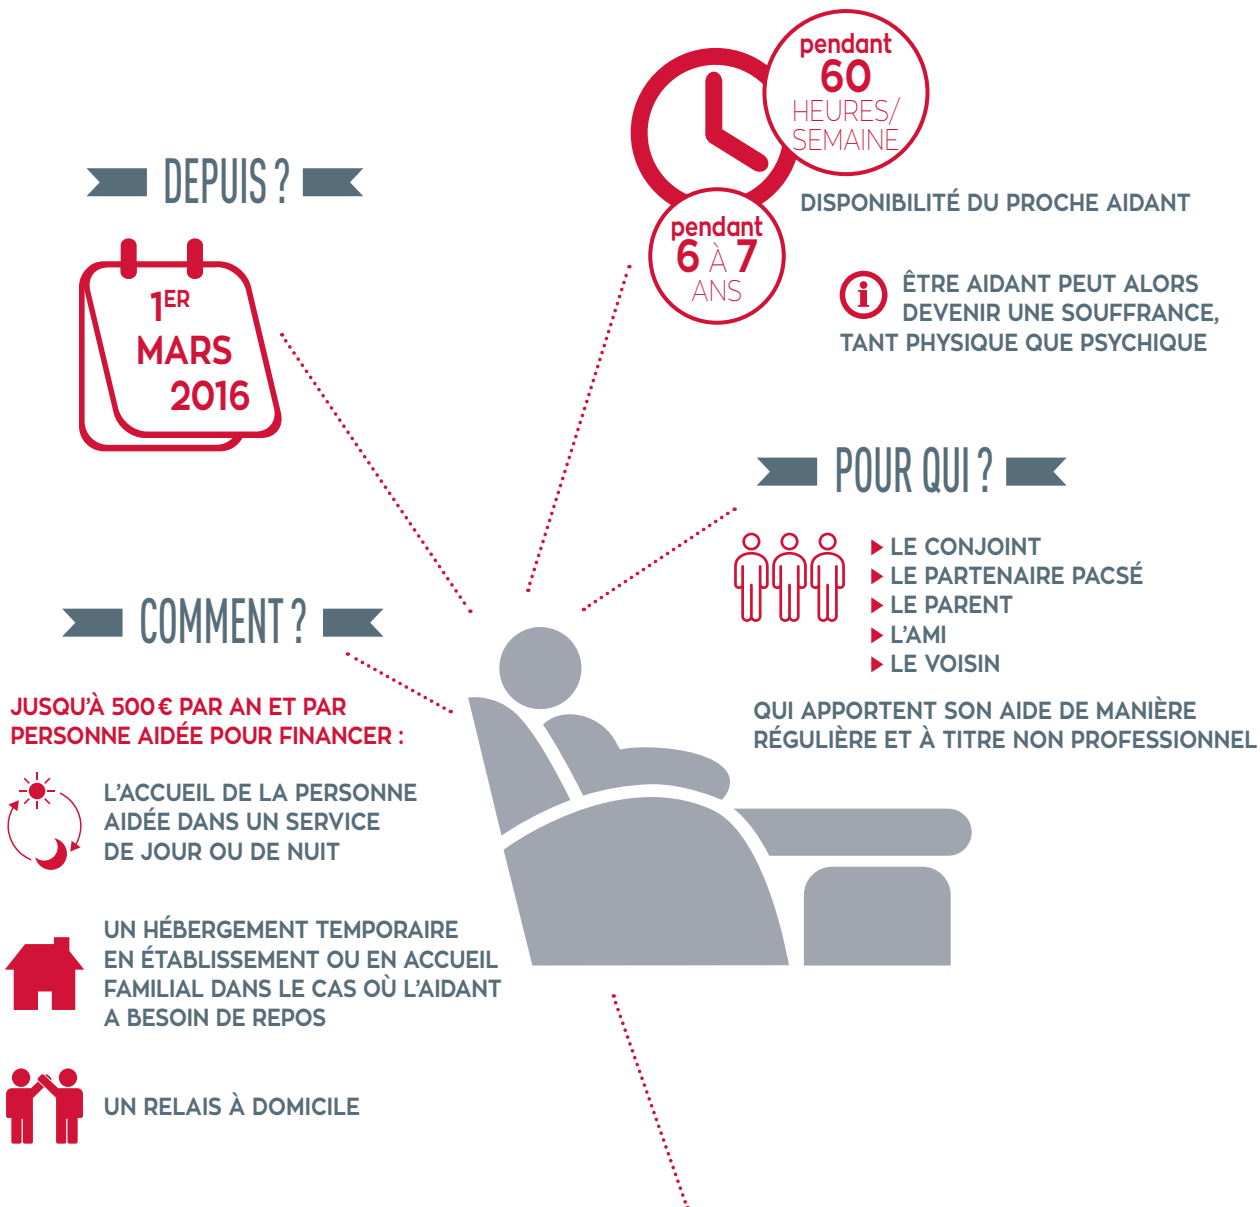 DEPUIS ?
1ER
MARS
2016
pendant
60
HEURES/
SEMAINE
pendant
6 À 7
ANS
DISPONIBILITÉ DU PROCHE AIDANT
ÊTRE AIDANT PEUT ALORS
DEVENIR UNE SOUFFRANCE,
TANT PHYSIQUE QUE PSYCHIQUE
POUR QUI ?
LE CONJOINT
LE PARTENAIRE PACSÉ
LE PARENT
L'AMI
LE VOISIN
QUI APPORTENT SON AIDE DE MANIÈRE
RÉGULIÈRE ET À TITRE NON PROFESSIONNEL
COMMENT ?
JUSQU'À 500 € PAR AN ET PAR
PERSONNE AIDÉE POUR FINANCER :
L'ACCUEIL DE LA PERSONNE
AIDÉE DANS UN SERVICE
DE JOUR OU DE NUIT
UN HÉBERGEMENT TEMPORAIRE
EN ÉTABLISSEMENT OU EN ACCUEIL
FAMILIAL DANS LE CAS OÙ L'AIDANT
A BESOIN DE REPOS
UN RELAIS À DOMICILE